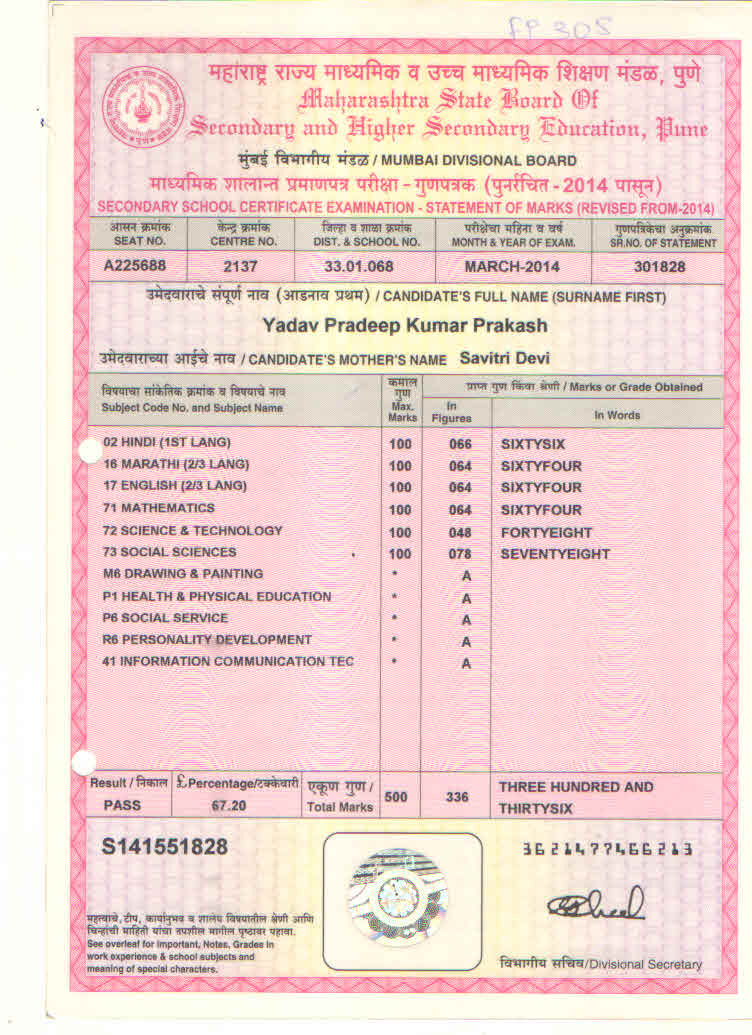 FP 308
महाराष्ट्र राज्य माध्यमिक व उच्च माध्यमिक शिक्षण मंडळ, पुणे
Maharashtra State Board Of
Secondary and Higher Secondary Education, Pune
मुंबई विभागीय मंडळ / MUMBAI DIVISIONAL BOARD
माध्यमिक शालान्त प्रमाणपत्र परीक्षा - गुणपत्रक (पुनर्रचित - 2014 पासून)
SECONDARY SCHOOL CERTIFICATE EXAMINATION - STATEMENT OF MARKS (REVISED FROM-2014)
आसन क्रमांक केन्द्र क्रमांक जिल्हा व शाळा क्रमांक परीक्षेचा महिना व वर्ष गुणपत्रिकेचा अनुक्रमांक
SEAT NO. CENTRE NO. DIST. & SCHOOL NO. MONTH & YEAR OF EXAM. SR.NO. OF STATEMENT
A225688 2137 33.01.068 MARCH-2014 301828
उमेदवाराचे संपूर्ण नाव (आडनाव प्रथम) / CANDIDATE'S FULL NAME (SURNAME FIRST)
Yadav Pradeep Kumar Prakash
उमेदवाराच्या आईचे नाव / CANDIDATE'S MOTHER'S NAME Savitri Devi
विषयाचा सांकेतिक क्रमांक व विषयाचे नाव कमाल गुण प्राप्त गुण किंवा श्रेणी / Marks or Grade Obtained
Subject Code No. and Subject Name Max. Marks In Figures In Words
02 HINDI (1ST LANG) 100 066 SIXTYSIX
16 MARATHI (2/3 LANG) 100 064 SIXTYFOUR
17 ENGLISH (2/3 LANG) 100 064 SIXTYFOUR
71 MATHEMATICS 100 064 SIXTYFOUR
72 SCIENCE & TECHNOLOGY 100 048 FORTYEIGHT
73 SOCIAL SCIENCES 100 078 SEVENTYEIGHT
M6 DRAWING & PAINTING * A
P1 HEALTH & PHYSICAL EDUCATION * A
P6 SOCIAL SERVICE * A
R6 PERSONALITY DEVELOPMENT * A
41 INFORMATION COMMUNICATION TEC * A
Result / निकाल £.Percentage/टक्केवारी एकूण गुण / 500 336 THREE HUNDRED AND
PASS 67.20 Total Marks THIRTYSIX
S141551828
3621477466213
महत्वाचे, टीप, कार्यानुभव व शालेय विषयातील श्रेणी आणि
चिन्हांची माहिती यांचा तपशील मागील पृष्ठावर पहावा.
See overleaf for Important, Notes, Grades in
work experience & school subjects and
meaning of special characters.
विभागीय सचिव/Divisional Secretary